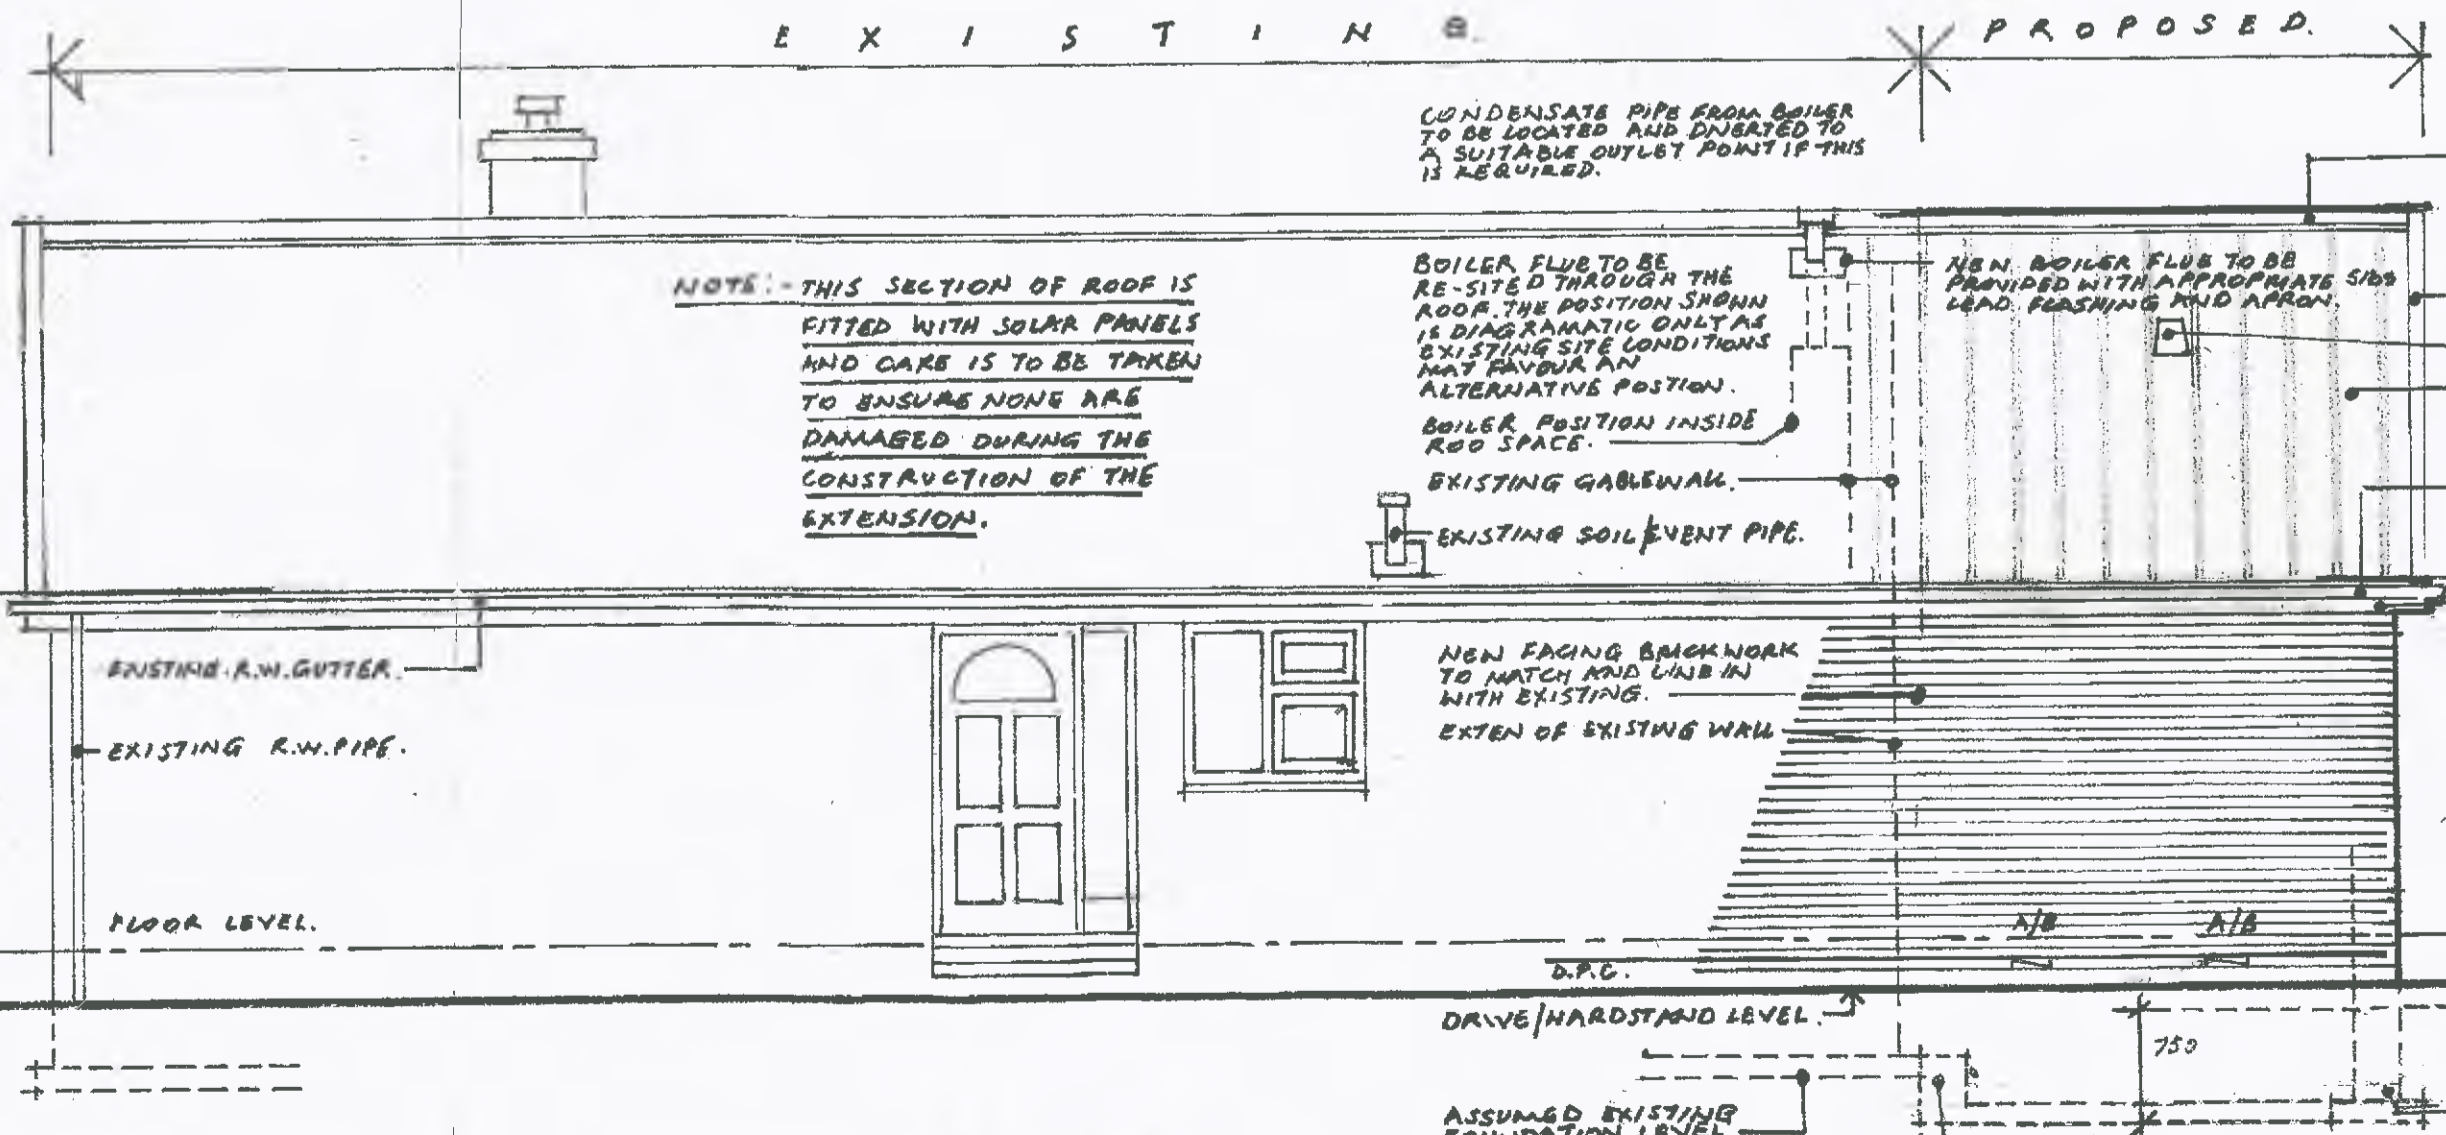 EXISTING.
PROPOSED.
CONDENSATE PIPE FROM BOILER
TO BE LOCATED AND DIVERTED TO
A SUITABLE OUTLET POINT IF THIS
IS REQUIRED.
NOTE:- THIS SECTION OF ROOF IS
FITTED WITH SOLAR PANELS
AND CARE IS TO BE TAKEN
TO ENSURE NONE ARE
DAMAGED DURING THE
CONSTRUCTION OF THE
EXTENSION.
BOILER FLUE TO BE
RE-SITED THROUGH THE
ROOF. THE POSITION SHOWN
IS DIAGRAMATIC ONLY AS
EXISTING SITE CONDITIONS
MAY FAVOUR AN
ALTERNATIVE POSTION.
BOILER POSITION INSIDE
ROO SPACE.
EXISTING GABLEWALL.
EXISTING SOIL/EVENT PIPE.
NEW BOILER FLUE TO BE
PROVIDED WITH APPROPRIATE SIDE
LEAD FLASHING AND APRON.
EXISTING R.W. GUTTER.
EXISTING R.W. PIPE.
NEW FACING BRICKWORK
TO MATCH AND LINE IN
WITH EXISTING.
EXTEN OF EXISTING WALL
FLOOR LEVEL.
A/B
A/B
D.P.C.
DRIVE/HARDSTAND LEVEL.
750
ASSUMED EXISTING
FOUNDATION LEVEL